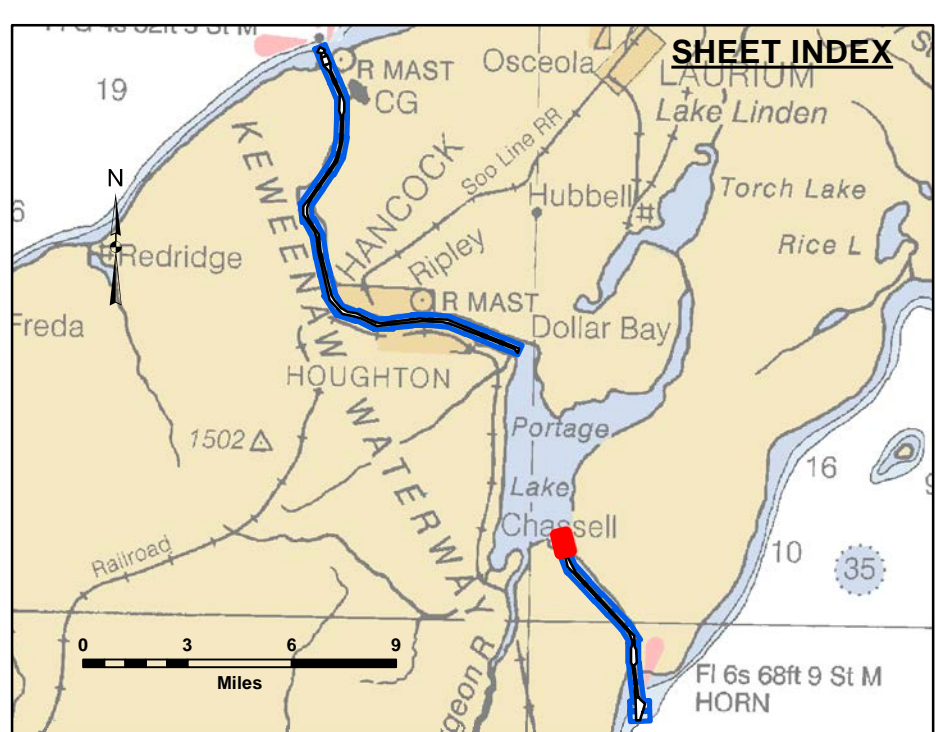 SHEET INDEX
R MAST
CG
19
Osceola
LAURIUM
Lake Linden
KEWEENAW WATERWAY
HANCOCK
Soo Line RR
Hubbell
Torch Lake
Rice L
N
6
Redridge
Ripley
R MAST
Freda
Dollar Bay
HOUGHTON
1502
Portage
Lake
16
Chassell
10
35
Railroad
0 3 6 9
Miles
Fl 6s 68ft 9 St M
HORN